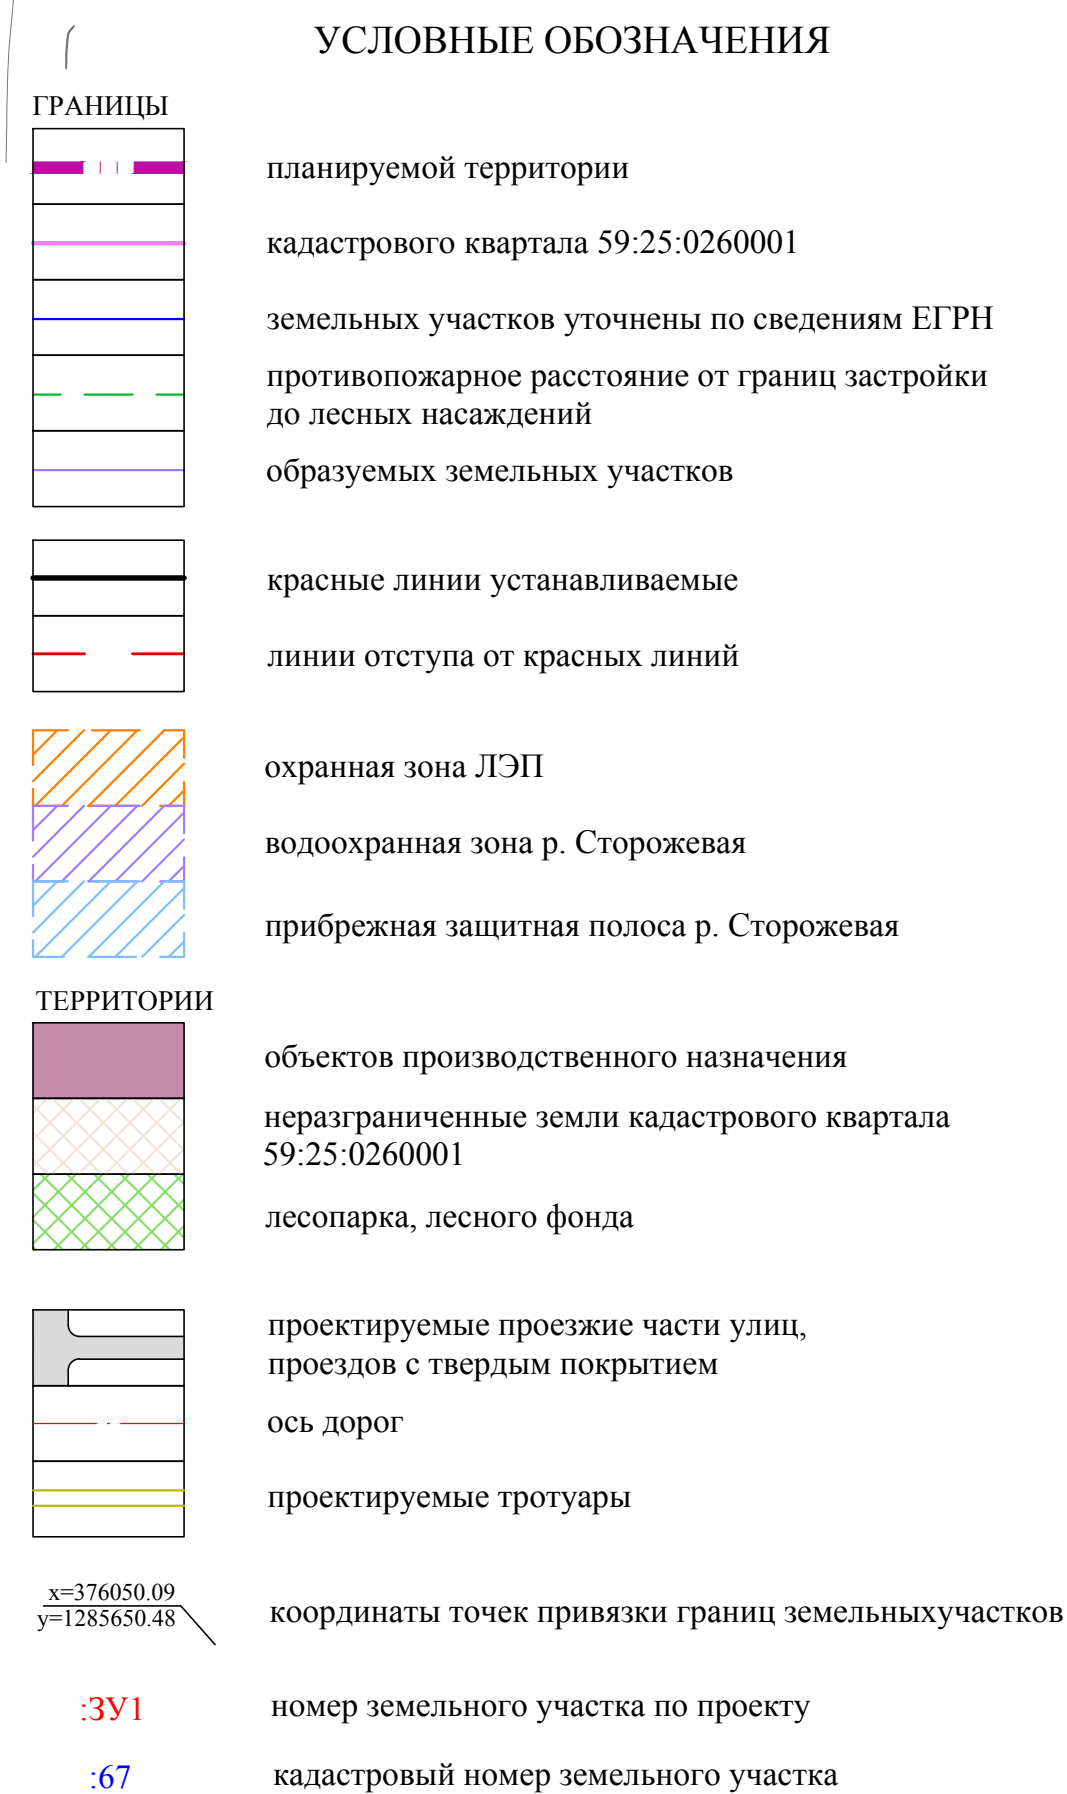 УСЛОВНЫЕ ОБОЗНАЧЕНИЯ
ГРАНИЦЫ
планируемой территории
кадастрового квартала 59:25:0260001
земельных участков уточнены по сведениям ЕГРН
противопожарное расстояние от границ застройки
до лесных насаждений
образуемых земельных участков
красные линии устанавливаемые
линии отступа от красных линий
охранная зона ЛЭП
водоохранная зона р. Сторожевая
прибрежная защитная полоса р. Сторожевая
ТЕРРИТОРИИ
объектов производственного назначения
неразграниченные земли кадастрового квартала
59:25:0260001
лесопарка, лесного фонда
проектируемые проезжие части улиц,
проездов с твердым покрытием
ось дорог
проектируемые тротуары
x=376050.09
y=1285650.48
координаты точек привязки границ земельныхучастков
:ЗУ1 номер земельного участка по проекту
:67 кадастровый номер земельного участка